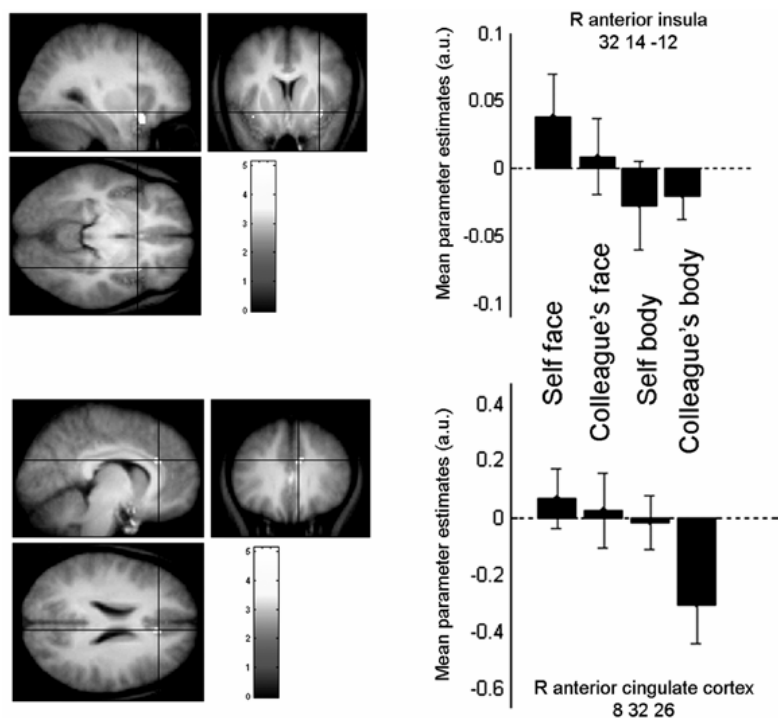 R anterior insula
32 14 -12
Mean parameter estimates (a.u.)
0.1
0.05
0
-0.05
-0.1
5
4
3
2
1
0
Self face
Colleague's face
Self body
Colleague's body
Mean parameter estimates (a.u.)
0.4
0.2
0
-0.2
-0.4
-0.6
5
4
3
2
1
0
R anterior cingulate cortex
8 32 26